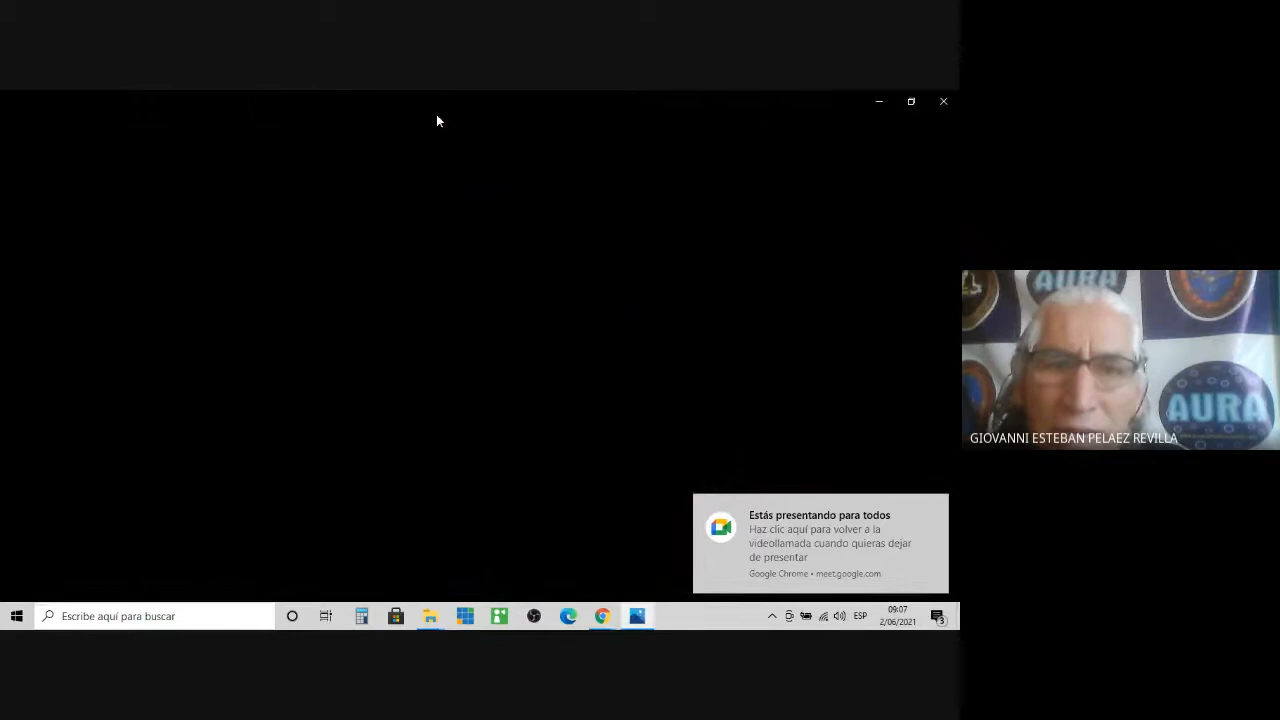 AURA
AURA
GIOVANNI ESTEBAN PELAEZ REVILLA
Estás presentando para todos
Haz clic aquí para volver a la
videollamada cuando quieras dejar
de presentar
Google Chrome • meet.google.com
Escribe aquí para buscar
ESP
09:07
2/06/2021
3